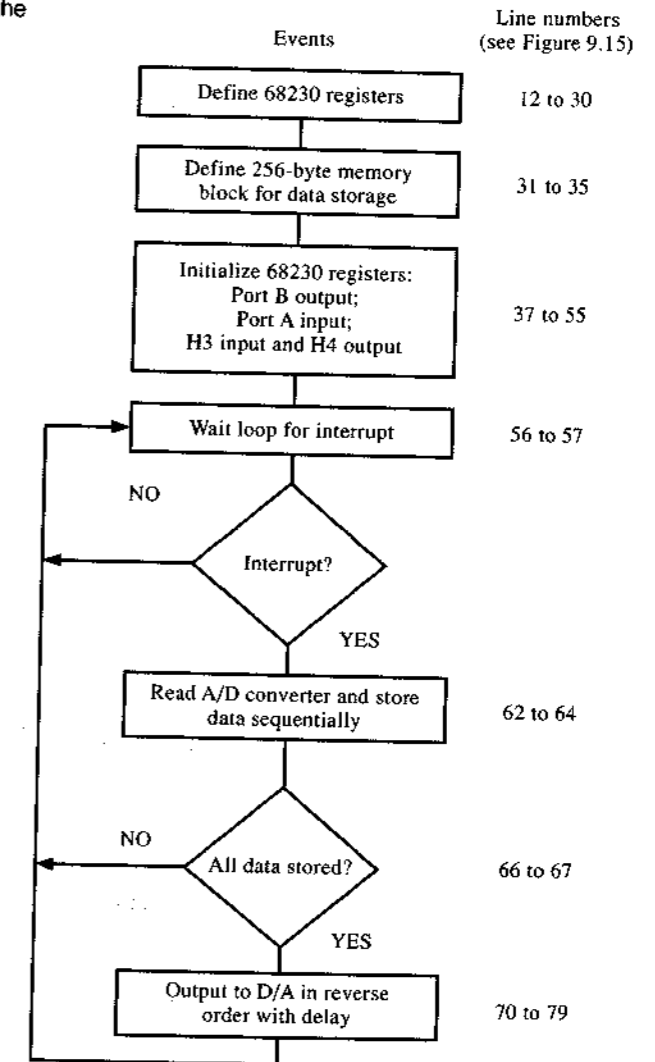 he
Line numbers
(see Figure 9.15)
Events
Define 68230 registers
12 to 30
Define 256-byte memory
block for data storage
31 to 35
Initialize 68230 registers:
Port B output;
Port A input;
H3 input and H4 output
37 to 55
Wait loop for interrupt
56 to 57
NO
Interrupt?
YES
Read A/D converter and store
data sequentially
62 to 64
NO
All data stored?
66 to 67
YES
Output to D/A in reverse
order with delay
70 to 79